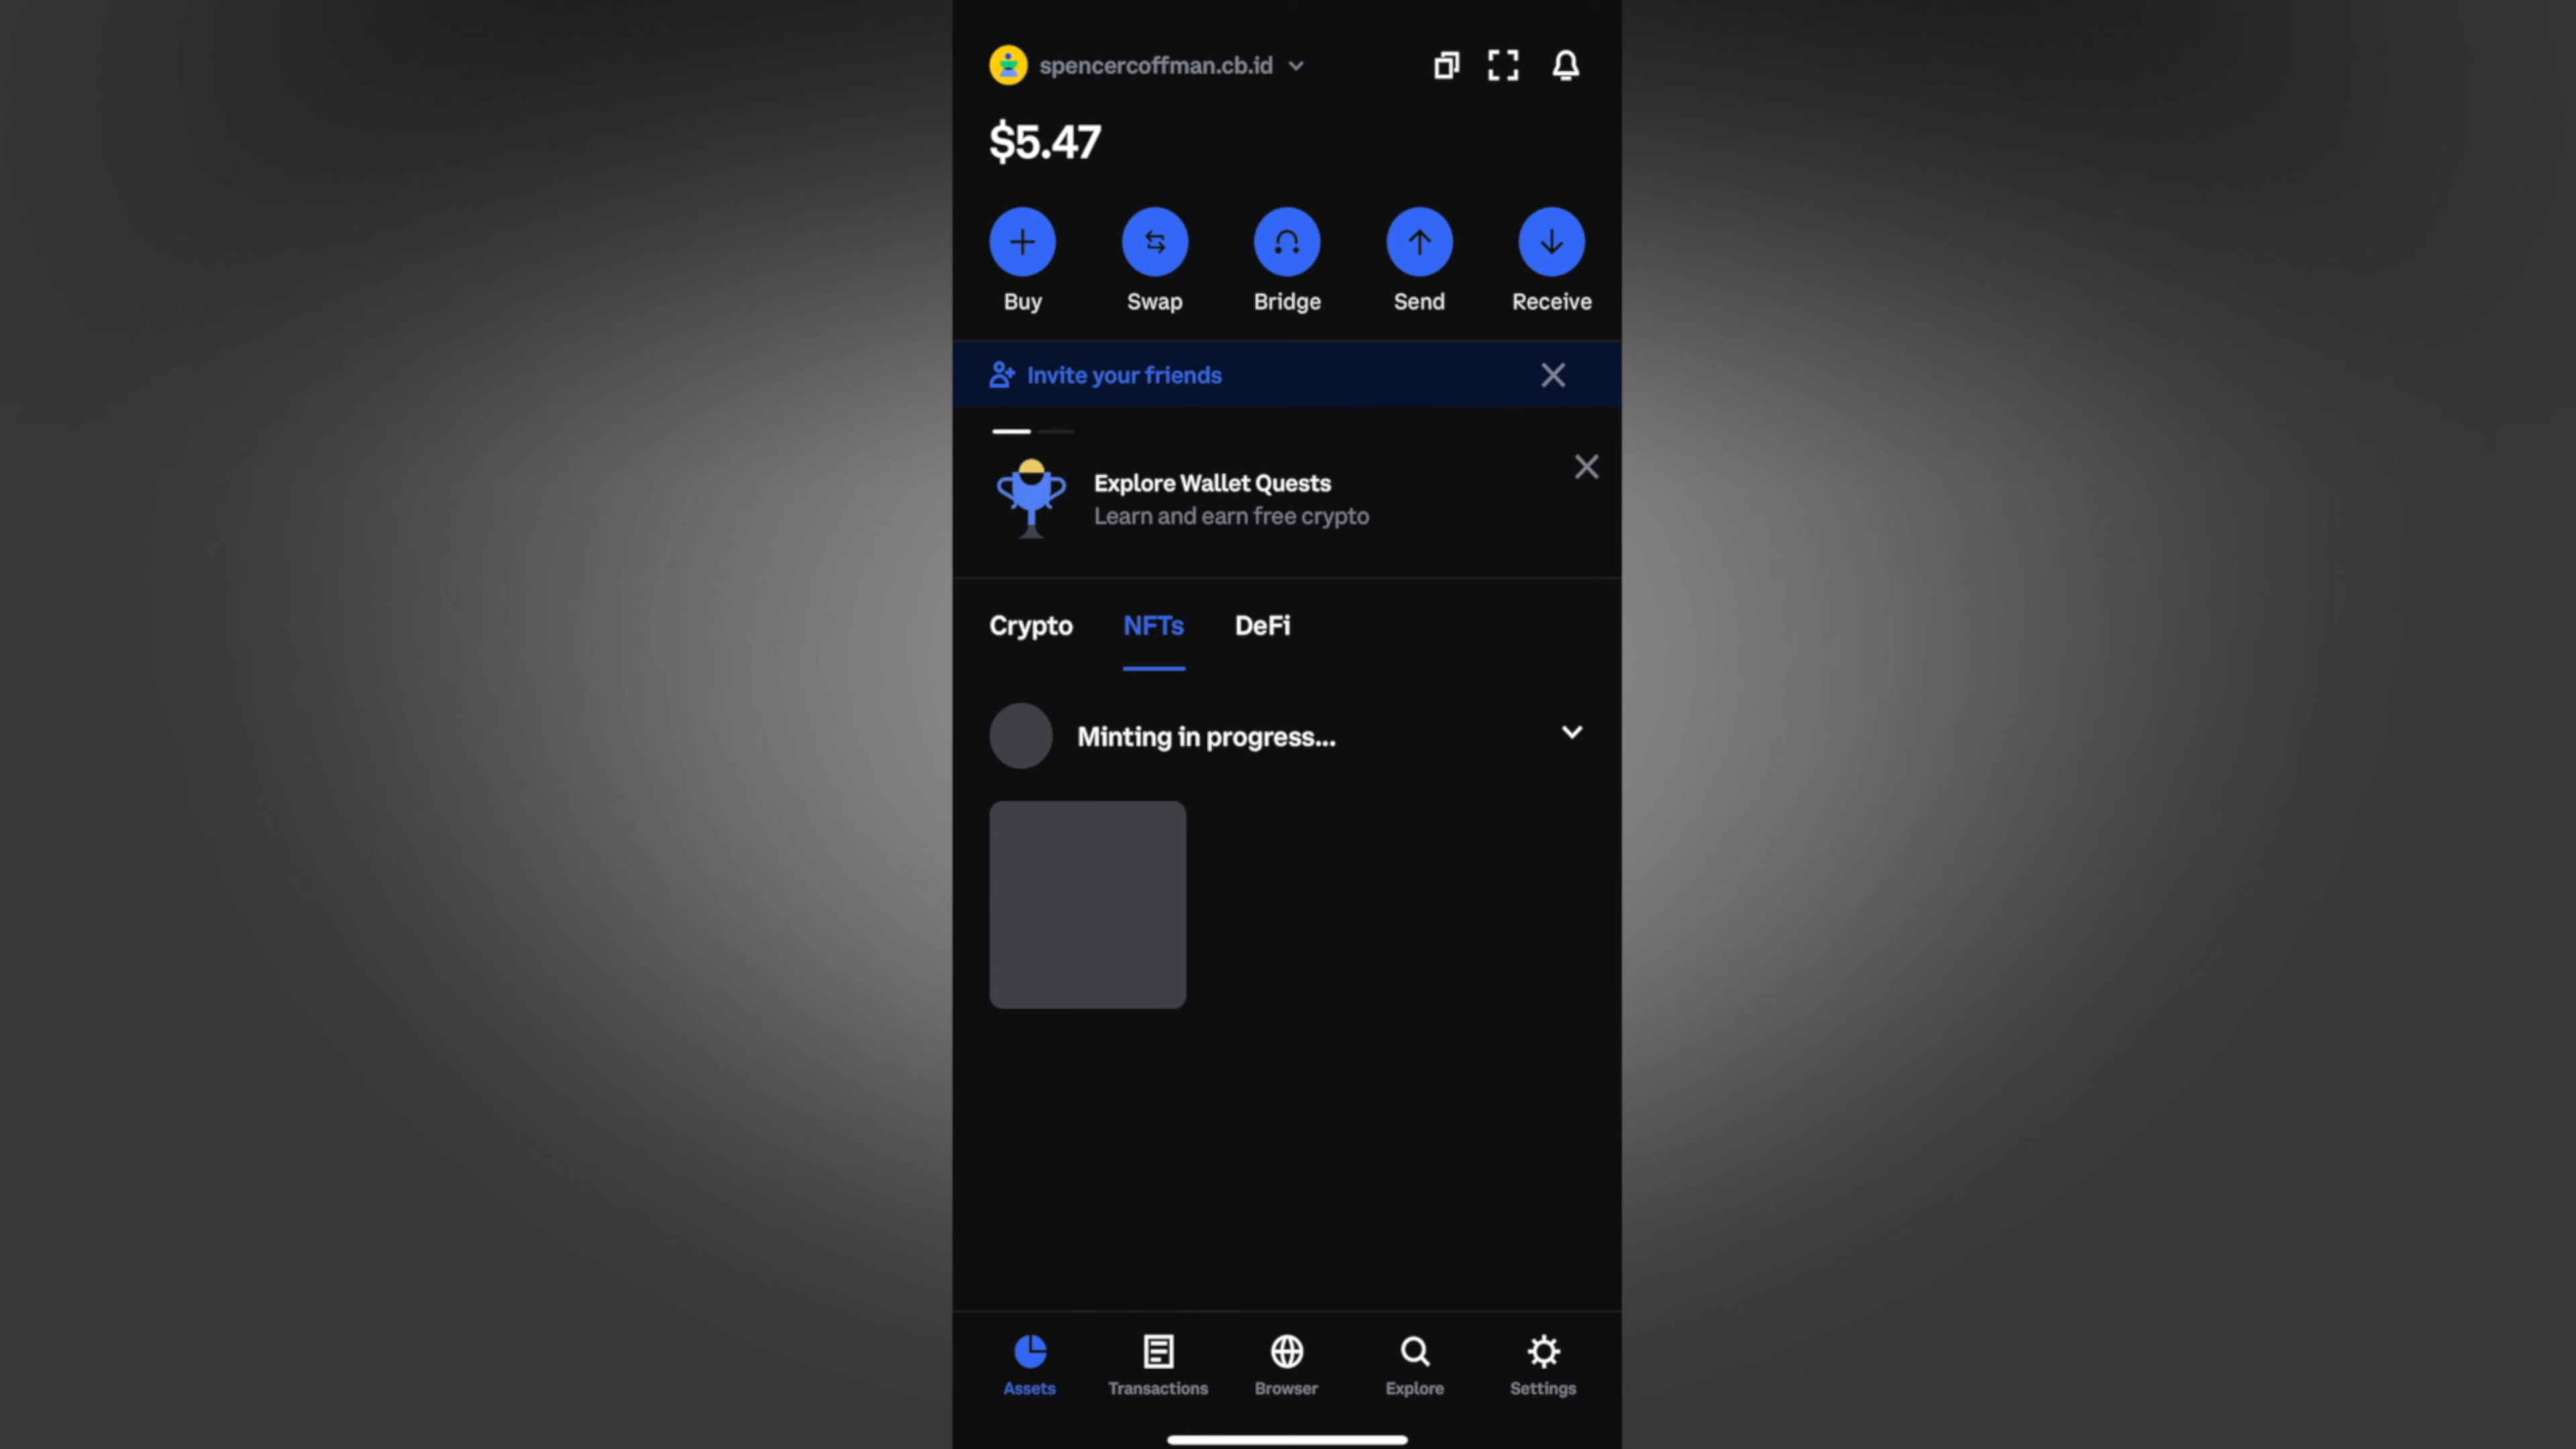 spencercoffman.cb.id
$5.47
Buy Swap Bridge Send Receive
Invite your friends
Explore Wallet Quests
Learn and earn free crypto
Crypto NFTs DeFi
Minting in progress...
Assets Transactions Browser Explore Settings